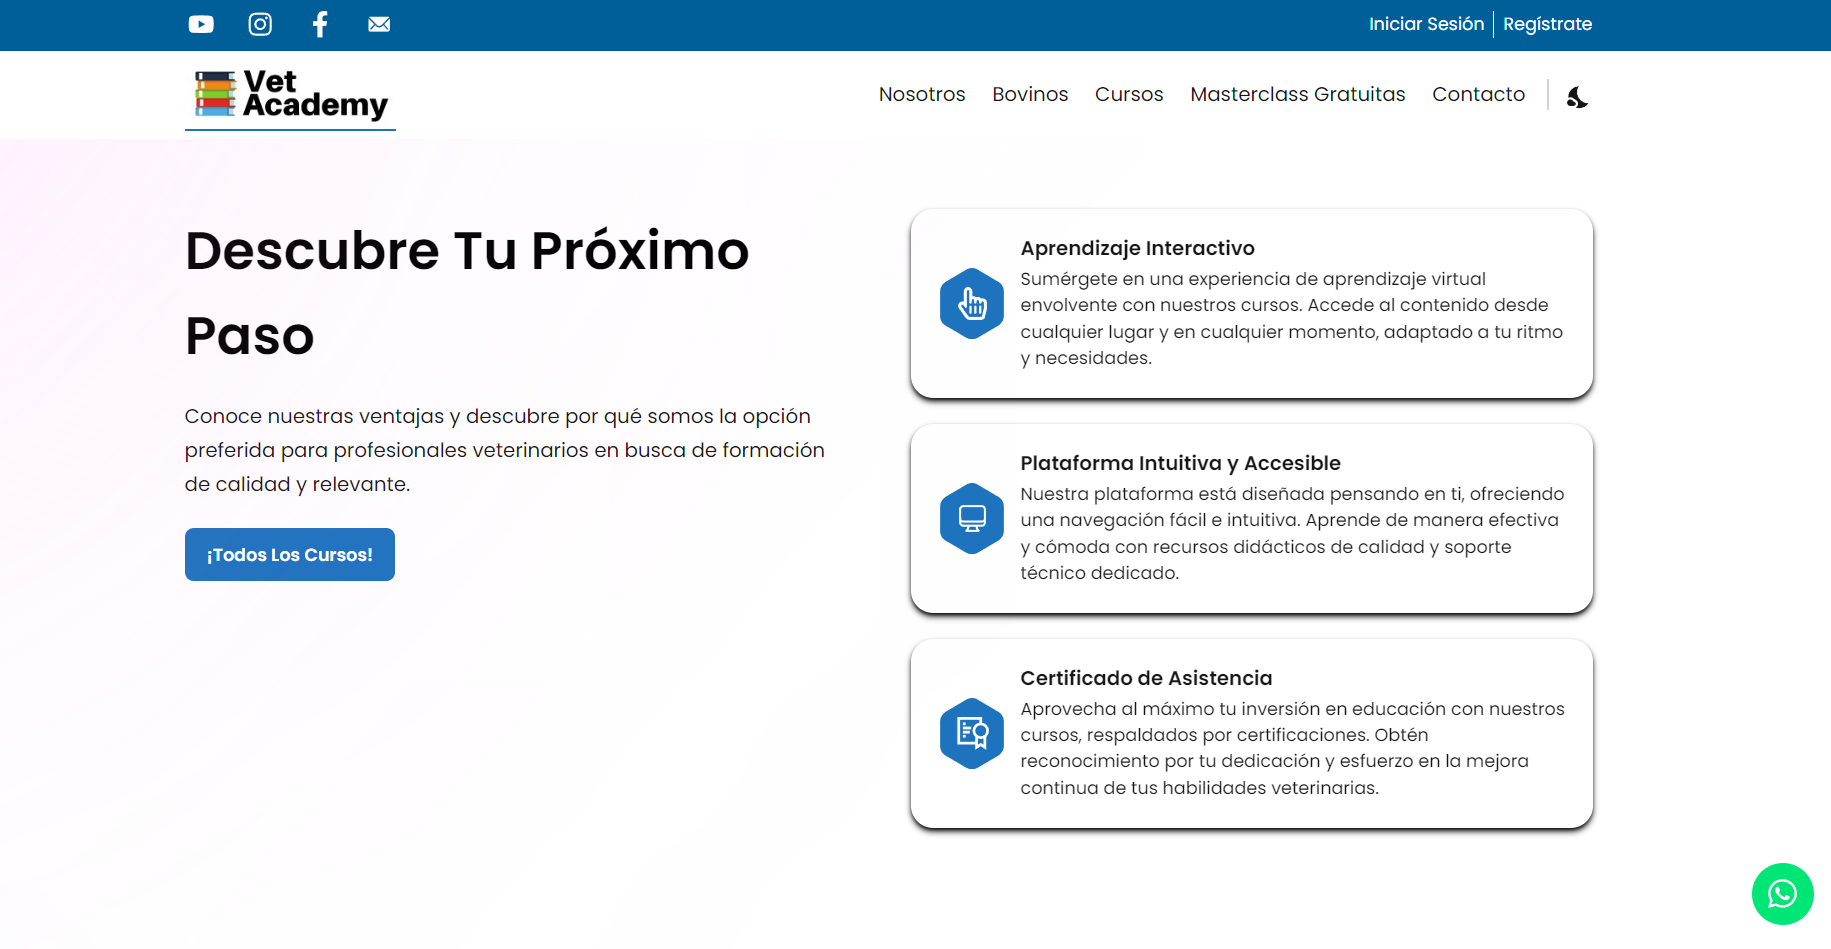 Iniciar Sesión Regístrate
Vet
Academy
Nosotros Bovinos Cursos Masterclass Gratuitas Contacto
Descubre Tu Próximo
Paso
Conoce nuestras ventajas y descubre por qué somos la opción
preferida para profesionales veterinarios en busca de formación
de calidad y relevante.
¡Todos Los Cursos!
Aprendizaje Interactivo
Sumérgete en una experiencia de aprendizaje virtual
envolvente con nuestros cursos. Accede al contenido desde
cualquier lugar y en cualquier momento, adaptado a tu ritmo
y necesidades.
Plataforma Intuitiva y Accesible
Nuestra plataforma está diseñada pensando en ti, ofreciendo
una navegación fácil e intuitiva. Aprende de manera efectiva
y cómoda con recursos didácticos de calidad y soporte
técnico dedicado.
Certificado de Asistencia
Aprovecha al máximo tu inversión en educación con nuestros
cursos, respaldados por certificaciones. Obtén
reconocimiento por tu dedicación y esfuerzo en la mejora
continua de tus habilidades veterinarias.